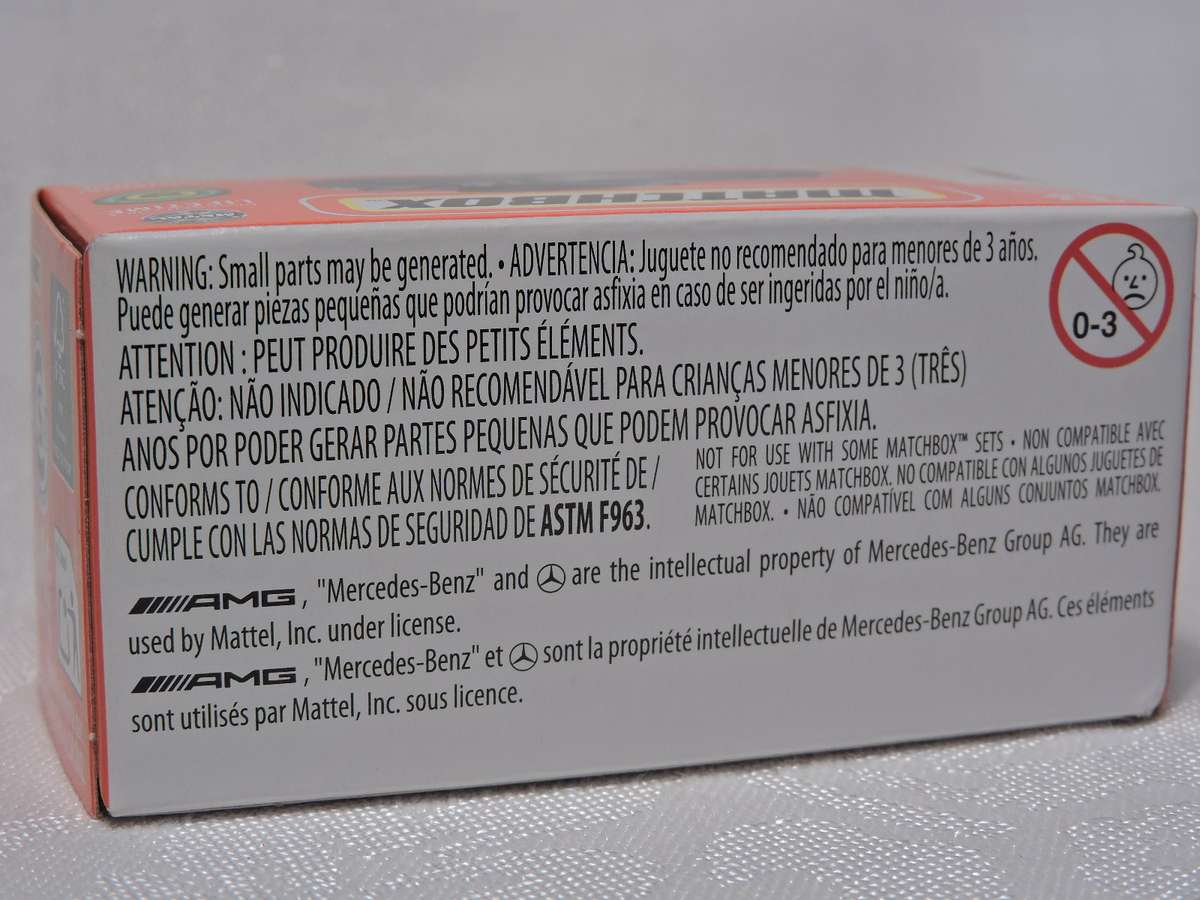 MATCHBOX
WARNING: Small parts may be generated. • ADVERTENCIA: Juguete no recomendado para menores de 3 años.
Puede generar piezas pequeñas que podrían provocar asfixia en caso de ser ingeridas por el niño/a.
ATTENTION : PEUT PRODUIRE DES PETITS ÉLÉMENTS.
ATENÇÃO: NÃO INDICADO / NÃO RECOMENDÁVEL PARA CRIANÇAS MENORES DE 3 (TRÊS)
ANOS POR PODER GERAR PARTES PEQUENAS QUE PODEM PROVOCAR ASFIXIA.
0-3
CONFORMS TO / CONFORME AUX NORMES DE SÉCURITÉ DE /
CUMPLE CON LAS NORMAS DE SEGURIDAD DE ASTM F963.
NOT FOR USE WITH SOME MATCHBOX™ SETS • NON COMPATIBLE AVEC
CERTAINS JOUETS MATCHBOX. NO COMPATIBLE CON ALGUNOS JUGUETES DE
MATCHBOX. • NÃO COMPATÍVEL COM ALGUNS CONJUNTOS MATCHBOX.
AMG, "Mercedes-Benz" and are the intellectual property of Mercedes-Benz Group AG. They are
used by Mattel, Inc. under license.
AMG, "Mercedes-Benz" et sont la propriété intellectuelle de Mercedes-Benz Group AG. Ces éléments
sont utilisés par Mattel, Inc. sous licence.